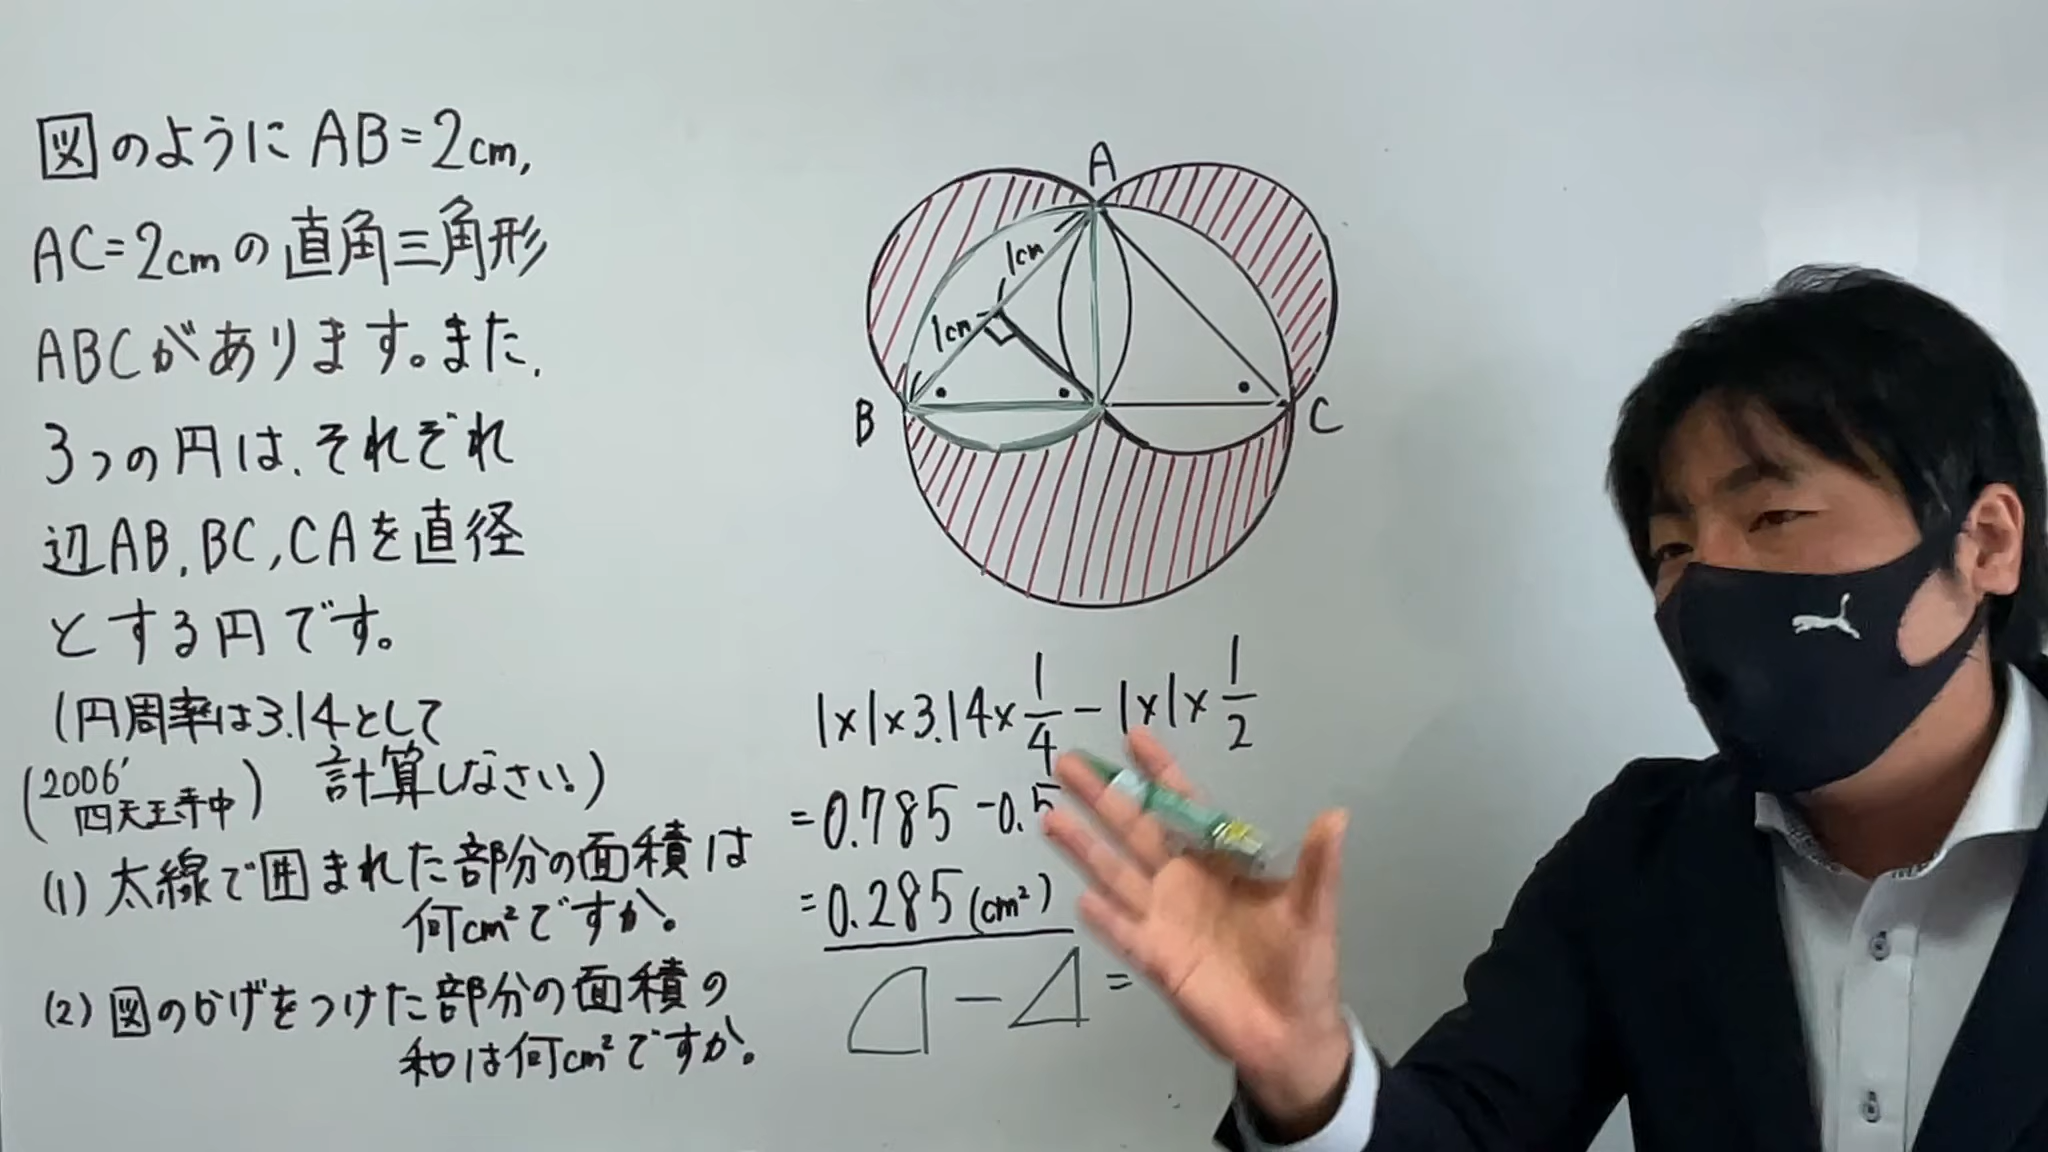 図のようにAB=2cm,
AC=2cmの直角三角形
ABCがあります。また,
3つの円は、それぞれ
辺AB,BC,CAを直径
とする円です。
(円周率は3.14として
計算しなさい。)
(2006'
四天王寺中)
(1)太線で囲まれた部分の面積は
何cm²ですか。
(2)図のかげをつけた部分の面積の
和は何cm²ですか。
A
1cm
1cm
B
C
1×1×3.14×1/4-1×1×1/2
=0.785-0.5
=0.285(cm²)
- =